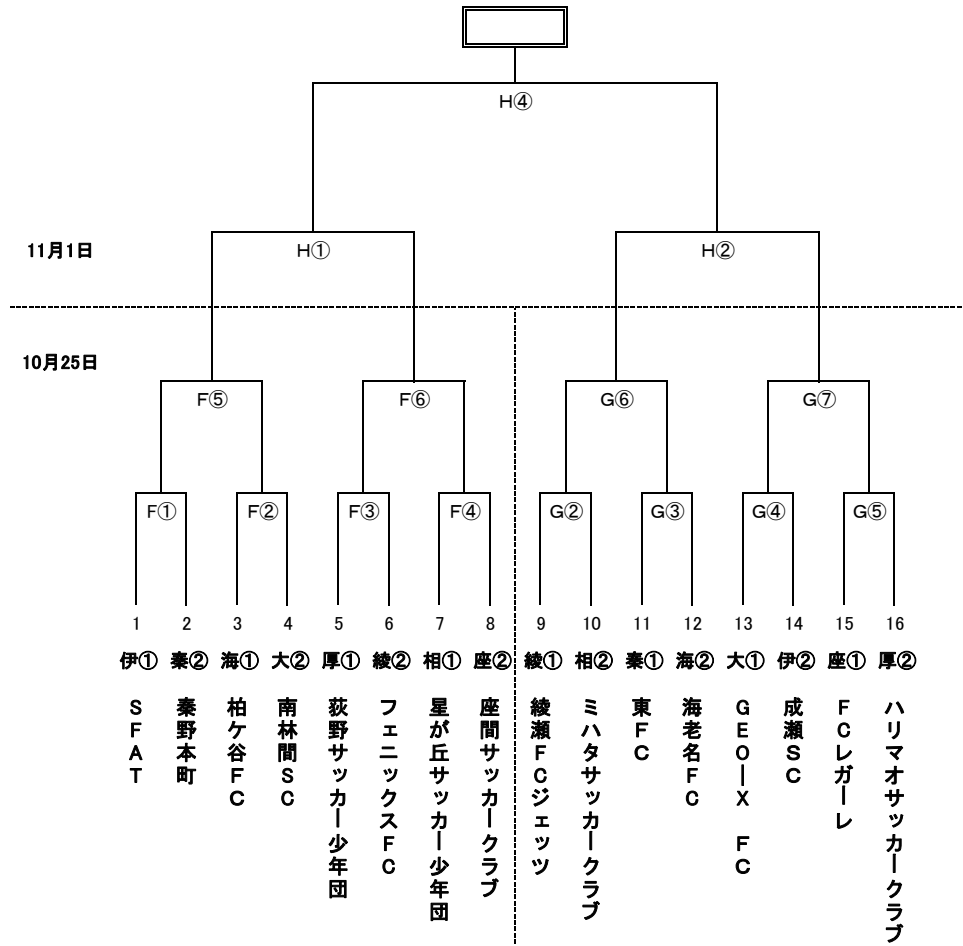 H④
11月1日
H① H②
10月25日
F⑤ F⑥ G⑥ G⑦
F① F② F③ F④ G② G③ G④ G⑤
1 2 3 4 5 6 7 8 9 10 11 12 13 14 15 16
伊① 秦② 海① 大② 厚① 綾② 相① 座② 綾① 相② 秦① 海② 大① 伊② 座① 厚②
SFAT
秦野本町
柏ケ谷FC
南林間SC
荻野サッカー少年団
フェニックスFC
星が丘サッカー少年団
座間サッカークラブ
綾瀬FCジェッツ
ミハタサッカークラブ
東FC
海老名FC
GEO-X FC
成瀬SC
FCレガーレ
ハリマオサッカークラブ